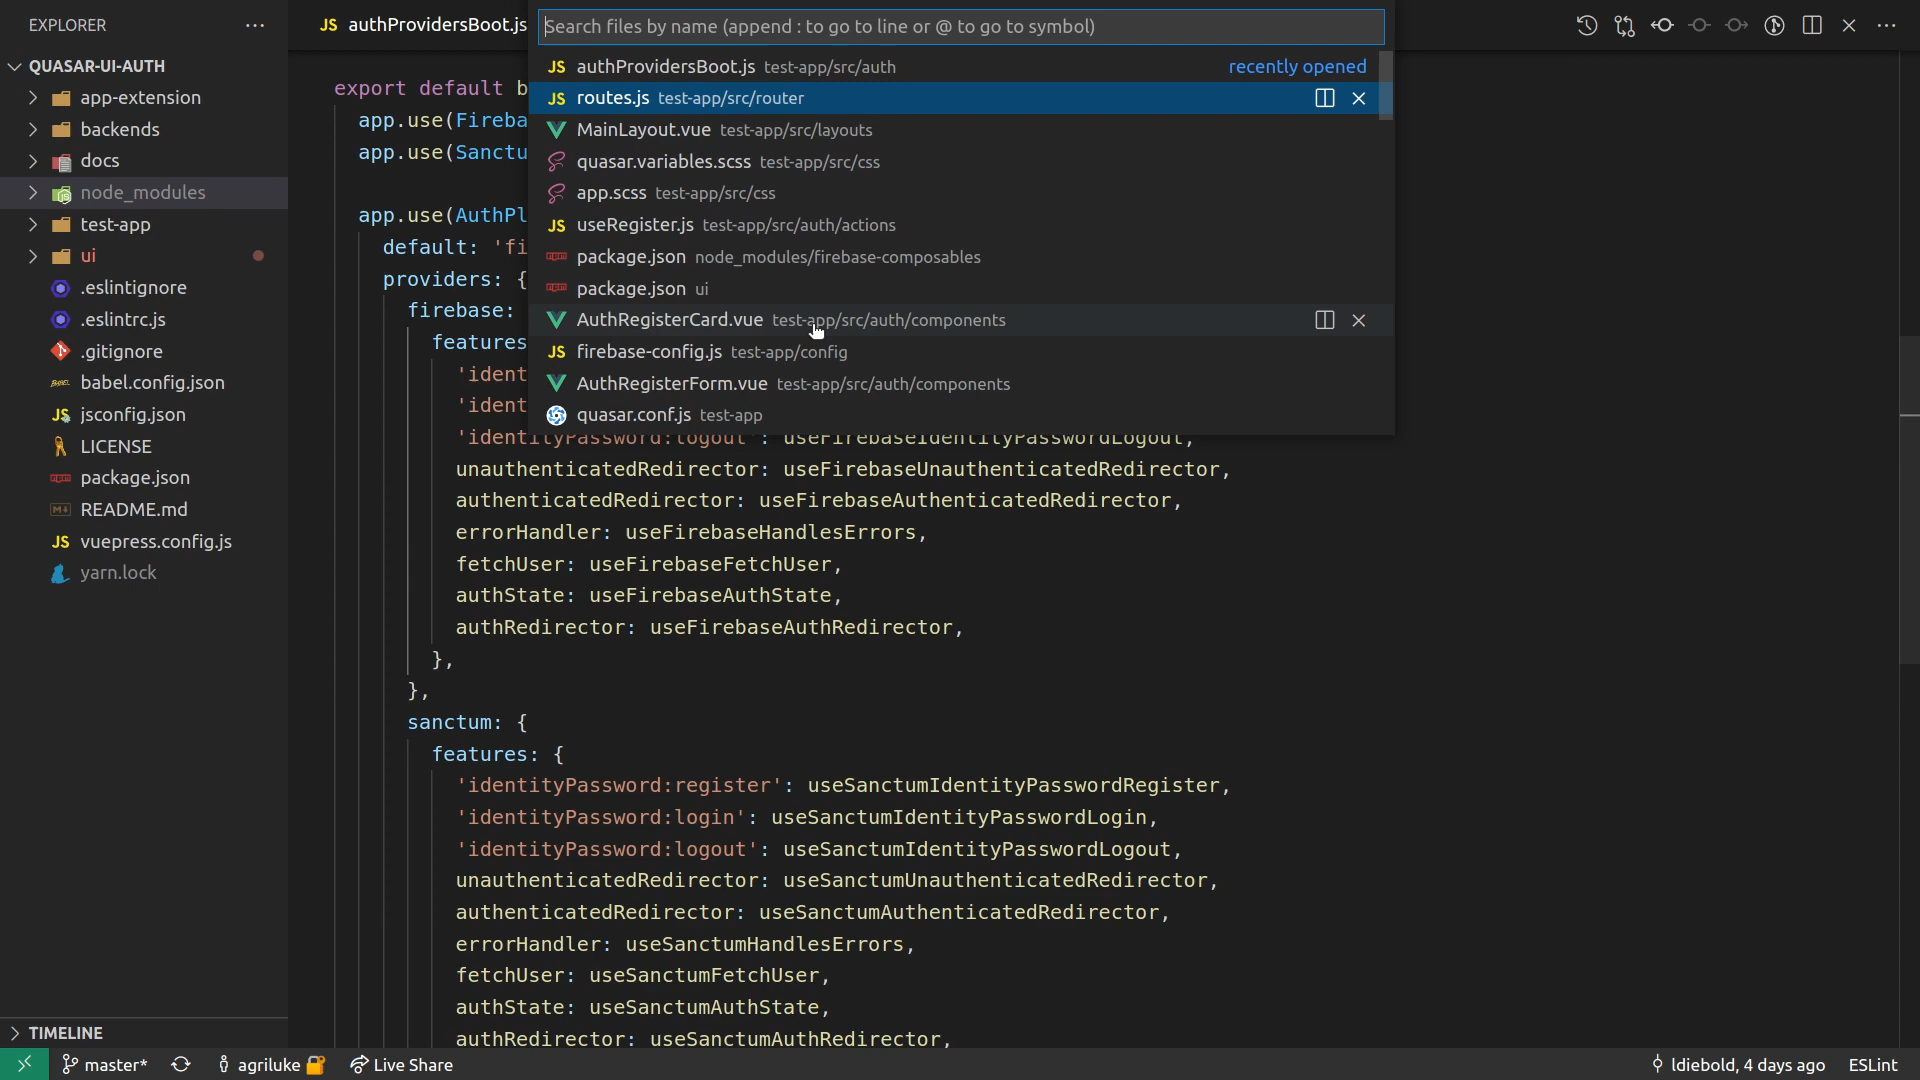 EXPLORER
QUASAR-UI-AUTH
app-extension
backends
docs
node_modules
test-app
ui
.eslintignore
.eslintrc.js
.gitignore
babel.config.json
jsconfig.json
LICENSE
package.json
README.md
vuepress.config.js
yarn.lock
TIMELINE
JS authProvidersBoot.js
Search files by name (append : to go to line or @ to go to symbol)
JS authProvidersBoot.js test-app/src/auth recently opened
JS routes.js test-app/src/router
MainLayout.vue test-app/src/layouts
quasar.variables.scss test-app/src/css
app.scss test-app/src/css
JS useRegister.js test-app/src/auth/actions
package.json node_modules/firebase-composables
package.json ui
AuthRegisterCard.vue test-app/src/auth/components
JS firebase-config.js test-app/config
AuthRegisterForm.vue test-app/src/auth/components
quasar.conf.js test-app
export default b
app.use(Fireba
app.use(Sanctu
app.use(AuthPl
default: 'fi
providers: {
firebase:
features
'ident
'ident
'identityPassword:logout': useFirebaseIdentityPasswordLogout,
unauthenticatedRedirector: useFirebaseUnauthenticatedRedirector,
authenticatedRedirector: useFirebaseAuthenticatedRedirector,
errorHandler: useFirebaseHandlesErrors,
fetchUser: useFirebaseFetchUser,
authState: useFirebaseAuthState,
authRedirector: useFirebaseAuthRedirector,
},
},
sanctum: {
features: {
'identityPassword:register': useSanctumIdentityPasswordRegister,
'identityPassword:login': useSanctumIdentityPasswordLogin,
'identityPassword:logout': useSanctumIdentityPasswordLogout,
unauthenticatedRedirector: useSanctumUnauthenticatedRedirector,
authenticatedRedirector: useSanctumAuthenticatedRedirector,
errorHandler: useSanctumHandlesErrors,
fetchUser: useSanctumFetchUser,
authState: useSanctumAuthState,
authRedirector: useSanctumAuthRedirector,
master* agriluke Live Share ldiebold, 4 days ago ESLint